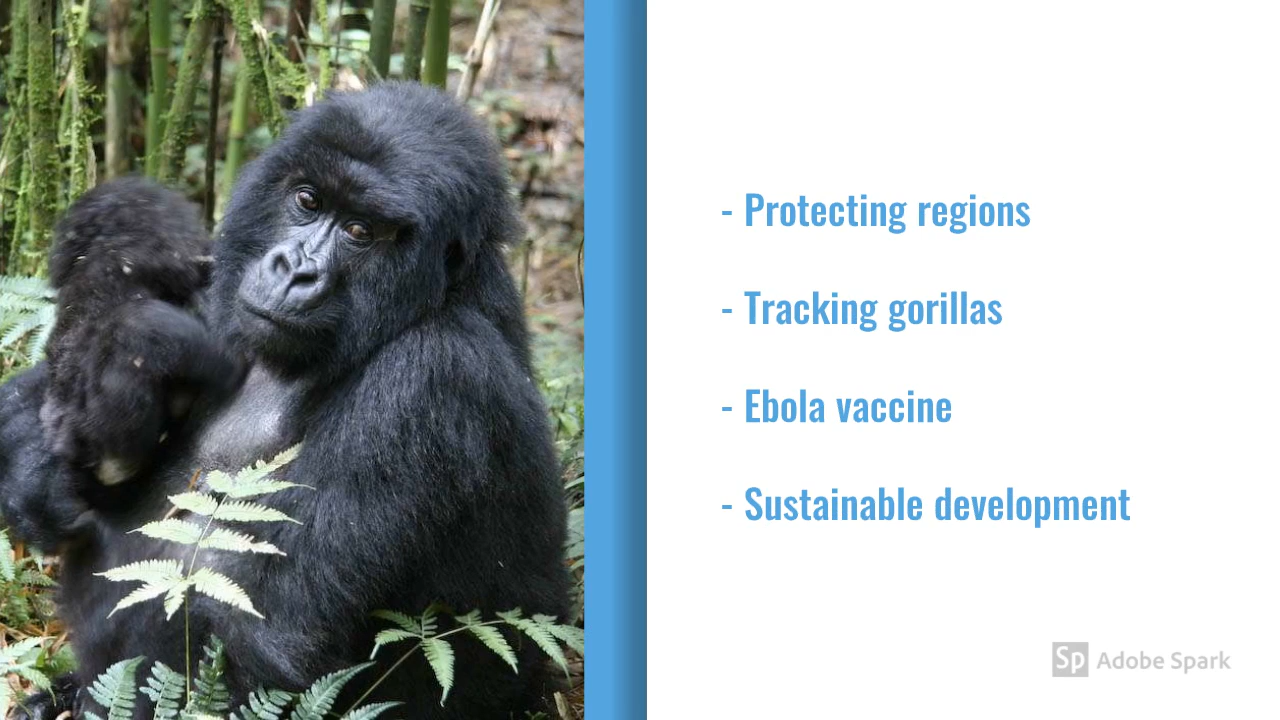 - Protecting regions
- Tracking gorillas
- Ebola vaccine
- Sustainable development
Sp Adobe Spark